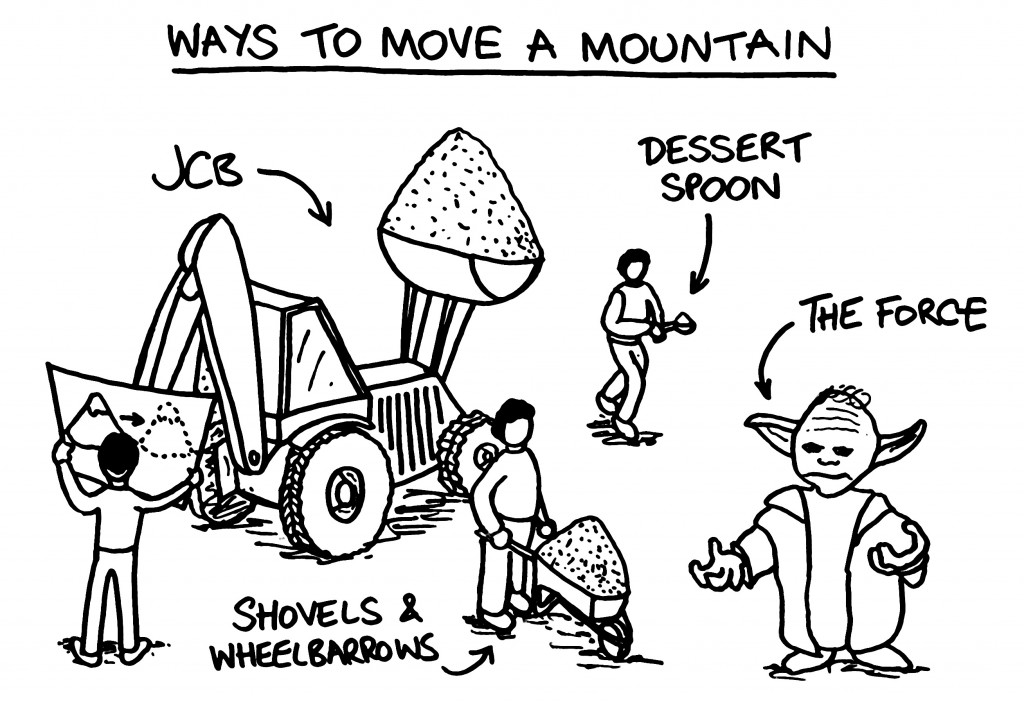 WAYS TO MOVE A MOUNTAIN
JCB
DESSERT
SPOON
THE FORCE
SHOVELS &
WHEELBARROWS